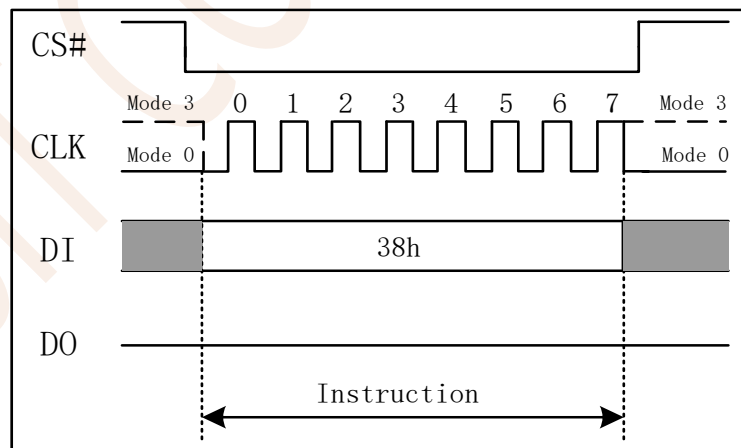 CS#
Mode 3 0 1 2 3 4 5 6 7 Mode 3
CLK
Mode 0 Mode 0
DI 38h
DO
Instruction